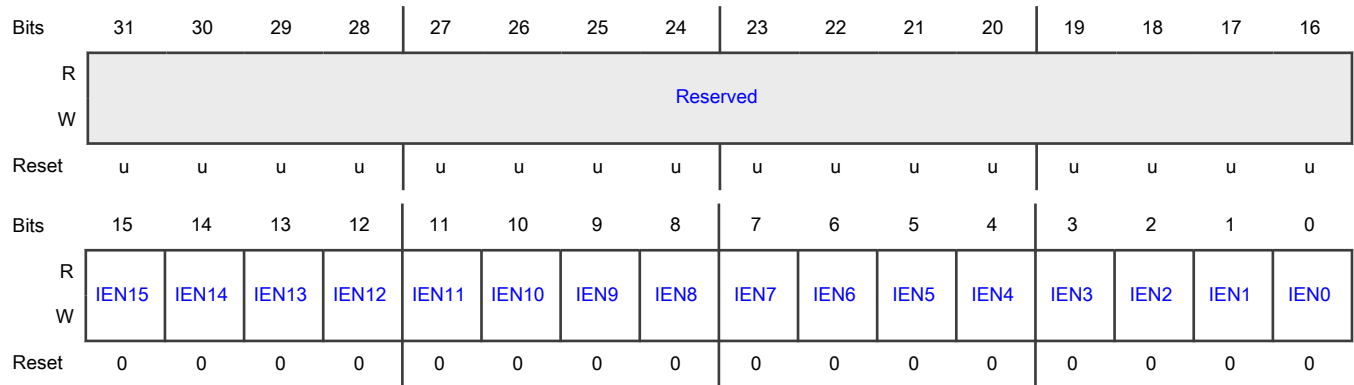 Bits 31 30 29 28 27 26 25 24 23 22 21 20 19 18 17 16
R
Reserved
W
Reset u u u u u u u u u u u u u u u u
Bits 15 14 13 12 11 10 9 8 7 6 5 4 3 2 1 0
R
IEN15 IEN14 IEN13 IEN12 IEN11 IEN10 IEN9 IEN8 IEN7 IEN6 IEN5 IEN4 IEN3 IEN2 IEN1 IEN0
W
Reset 0 0 0 0 0 0 0 0 0 0 0 0 0 0 0 0